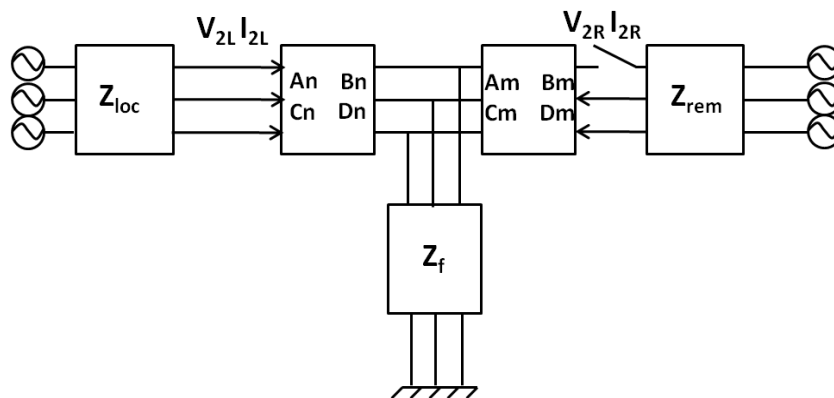 V2L I2L
V2R I2R
Zloc
An Bn
Cn Dn
Am Bm
Cm Dm
Zrem
Zf